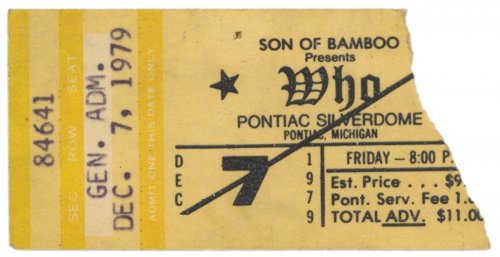 84641
SEC ROW SEAT
GEN. ADM.
DEC. 7, 1979
ADMIT ONE THIS DATE ONLY
SON OF BAMBOO
Presents
Who
PONTIAC SILVERDOME
PONTIAC, MICHIGAN
DEC
7
1979
FRIDAY — 8:00 P.
Est. Price . . . $9
Pont. Serv. Fee 1.0
TOTAL ADV. $11.00